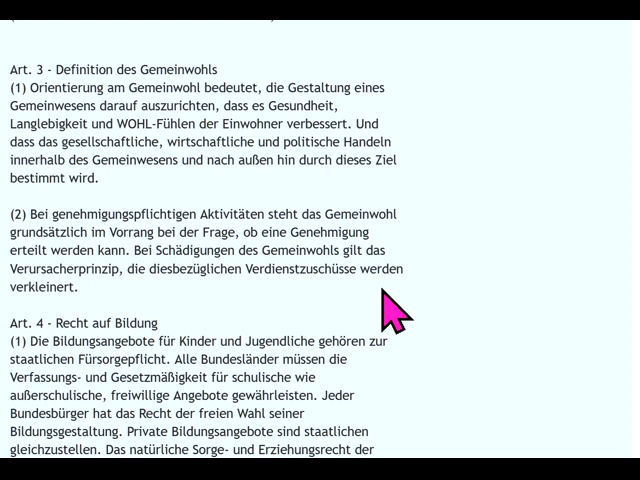 Art. 3 - Definition des Gemeinwohls
(1) Orientierung am Gemeinwohl bedeutet, die Gestaltung eines
Gemeinwesens darauf auszurichten, dass es Gesundheit,
Langlebigkeit und WOHL-Fühlen der Einwohner verbessert. Und
dass das gesellschaftliche, wirtschaftliche und politische Handeln
innerhalb des Gemeinwesens und nach außen hin durch dieses Ziel
bestimmt wird.
(2) Bei genehmigungspflichtigen Aktivitäten steht das Gemeinwohl
grundsätzlich im Vorrang bei der Frage, ob eine Genehmigung
erteilt werden kann. Bei Schädigungen des Gemeinwohls gilt das
Verursacherprinzip, die diesbezüglichen Verdienstzuschüsse werden
verkleinert.
Art. 4 - Recht auf Bildung
(1) Die Bildungsangebote für Kinder und Jugendliche gehören zur
staatlichen Fürsorgepflicht. Alle Bundesländer müssen die
Verfassungs- und Gesetzmäßigkeit für schulische wie
außerschulische, freiwillige Angebote gewährleisten. Jeder
Bundesbürger hat das Recht der freien Wahl seiner
Bildungsgestaltung. Private Bildungsangebote sind staatlichen
gleichzustellen. Das natürliche Sorge- und Erziehungsrecht der